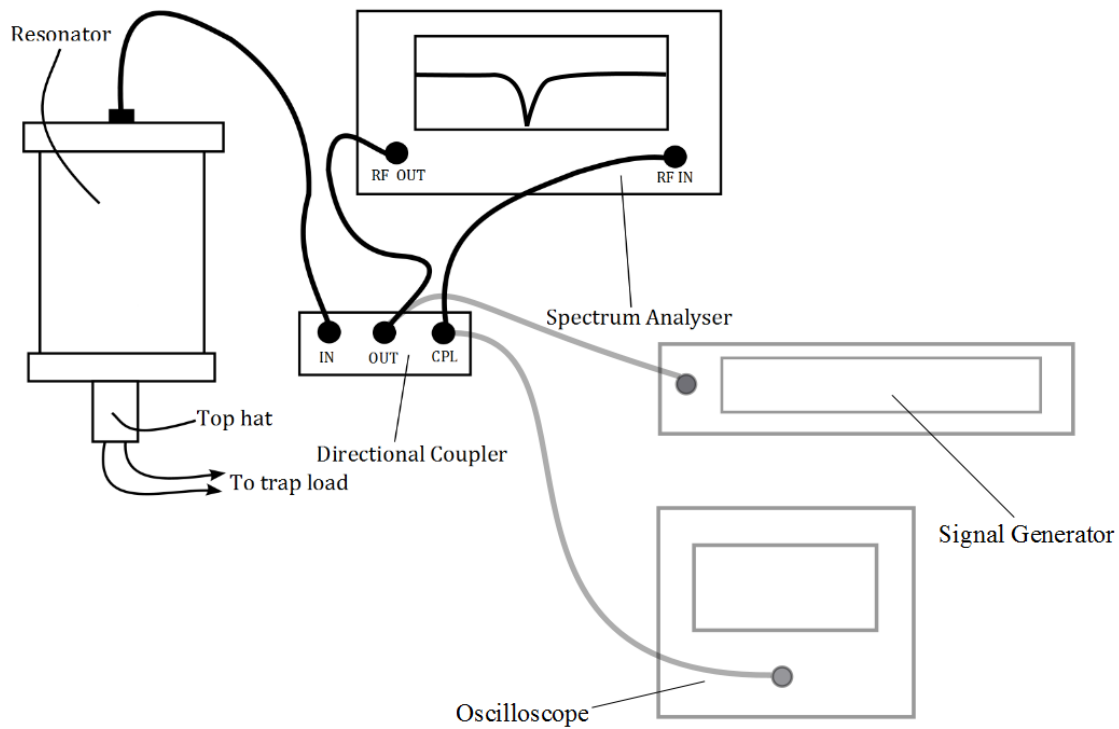 Resonator
RF OUT
RF IN
Spectrum Analyser
IN
OUT
CPL
Top hat
Directional Coupler
To trap load
Signal Generator
Oscilloscope